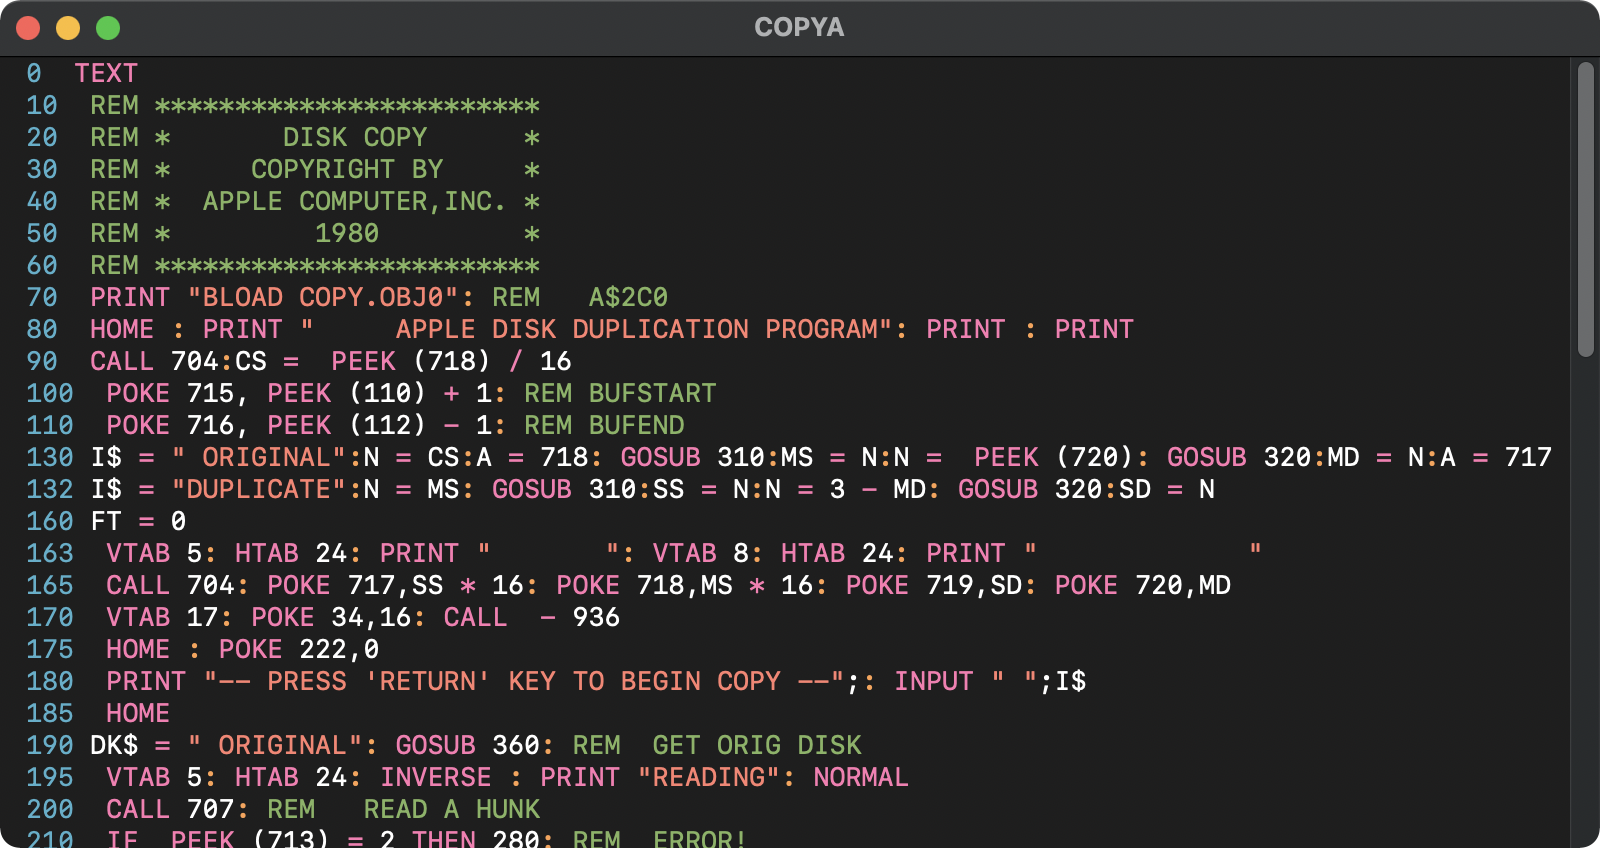 COPYA
0  TEXT
10  REM ************************
20  REM *       DISK COPY      *
30  REM *     COPYRIGHT BY     *
40  REM *  APPLE COMPUTER,INC. *
50  REM *         1980         *
60  REM ************************
70  PRINT "BLOAD COPY.OBJ0": REM   A$2C0
80  HOME : PRINT "     APPLE DISK DUPLICATION PROGRAM": PRINT : PRINT
90  CALL 704:CS =  PEEK (718) / 16
100  POKE 715, PEEK (110) + 1: REM BUFSTART
110  POKE 716, PEEK (112) - 1: REM BUFEND
130 I$ = " ORIGINAL":N = CS:A = 718: GOSUB 310:MS = N:N =  PEEK (720): GOSUB 320:MD = N:A = 717
132 I$ = "DUPLICATE":N = MS: GOSUB 310:SS = N:N = 3 - MD: GOSUB 320:SD = N
160 FT = 0
163  VTAB 5: HTAB 24: PRINT "       ": VTAB 8: HTAB 24: PRINT "             "
165  CALL 704: POKE 717,SS * 16: POKE 718,MS * 16: POKE 719,SD: POKE 720,MD
170  VTAB 17: POKE 34,16: CALL  - 936
175  HOME : POKE 222,0
180  PRINT "-- PRESS 'RETURN' KEY TO BEGIN COPY --";: INPUT " ";I$
185  HOME
190 DK$ = " ORIGINAL": GOSUB 360: REM  GET ORIG DISK
195  VTAB 5: HTAB 24: INVERSE : PRINT "READING": NORMAL
200  CALL 707: REM   READ A HUNK
210  IF  PEEK (713) = 2 THEN 280: REM  ERROR!